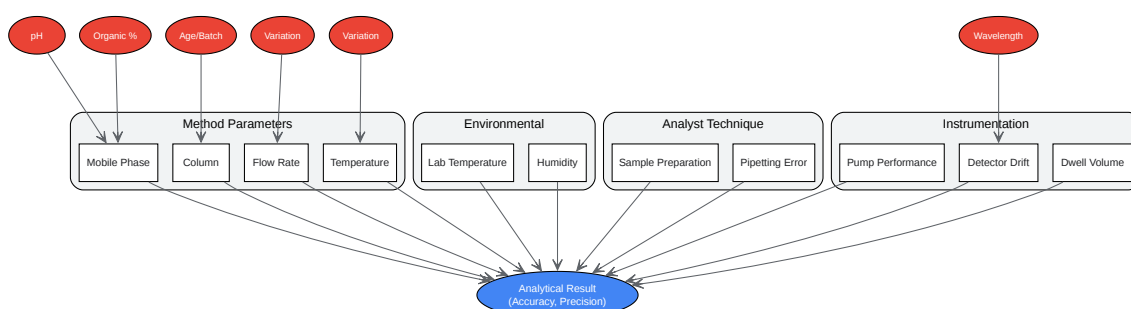 pH
Organic %
Age/Batch
Variation
Variation
Wavelength
Method Parameters
Environmental
Analyst Technique
Instrumentation
Mobile Phase
Column
Flow Rate
Temperature
Lab Temperature
Humidity
Sample Preparation
Pipetting Error
Pump Performance
Detector Drift
Dwell Volume
Analytical Result
(Accuracy, Precision)